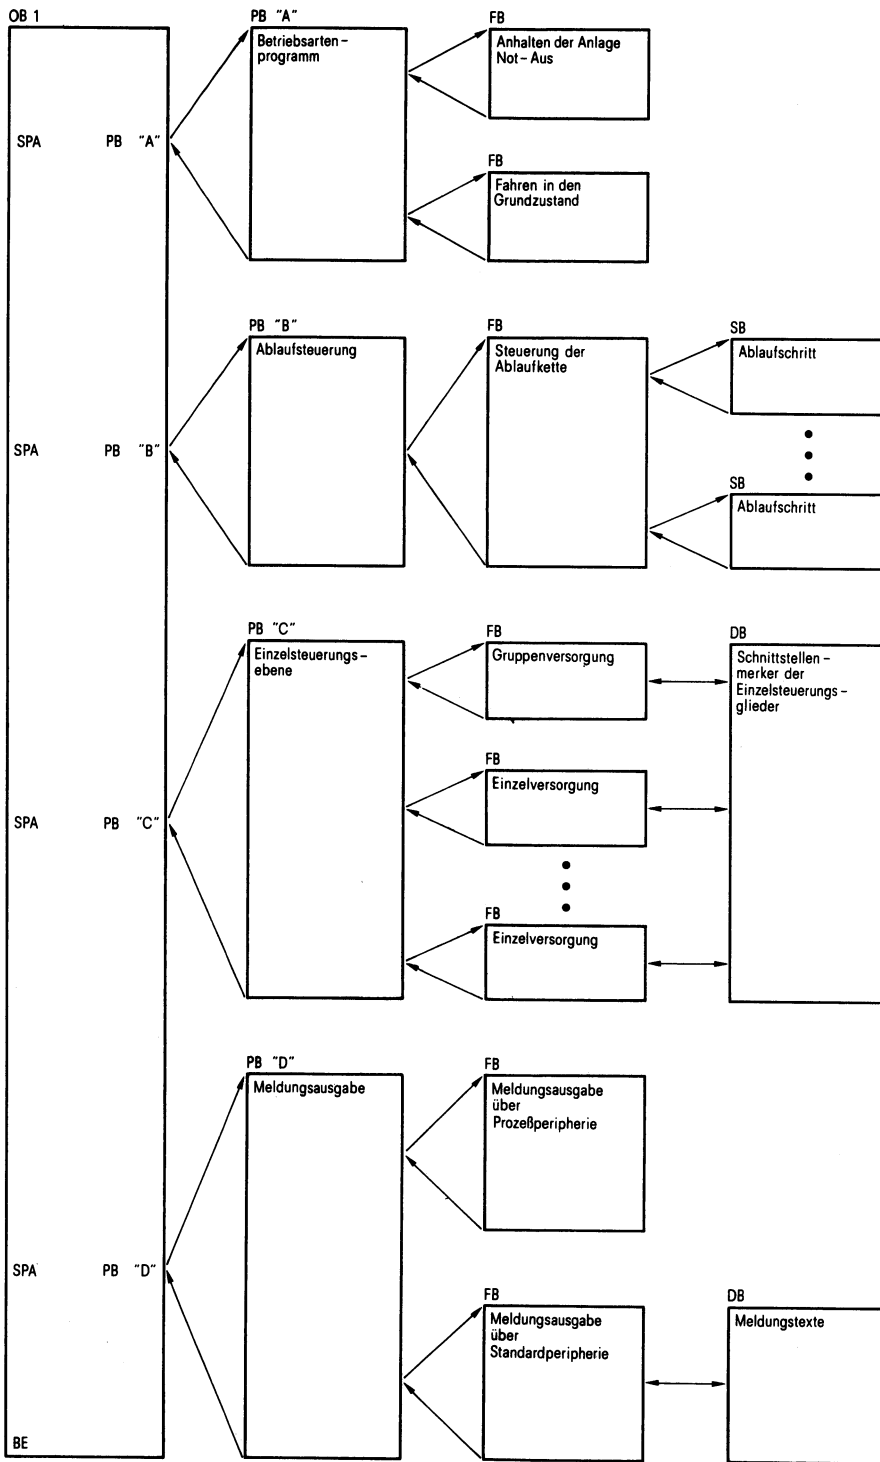 OB 1
PB "A"
Betriebsarten-
programm
FB
Anhalten der Anlage
Not-Aus
SPA PB "A"
FB
Fahren in den
Grundzustand
PB "B"
Ablaufsteuerung
FB
Steuerung der
Ablaufkette
SB
Ablaufschritt
SPA PB "B"
SB
Ablaufschritt
PB "C"
Einzelsteuerungs-
ebene
FB
Gruppenversorgung
DB
Schnittstellen-
merker der
Einzelsteuerungs-
glieder
FB
Einzelversorgung
SPA PB "C"
FB
Einzelversorgung
PB "D"
Meldungsausgabe
FB
Meldungsausgabe
über
Prozeßperipherie
SPA PB "D"
FB
Meldungsausgabe
über
Standardperipherie
DB
Meldungstexte
BE